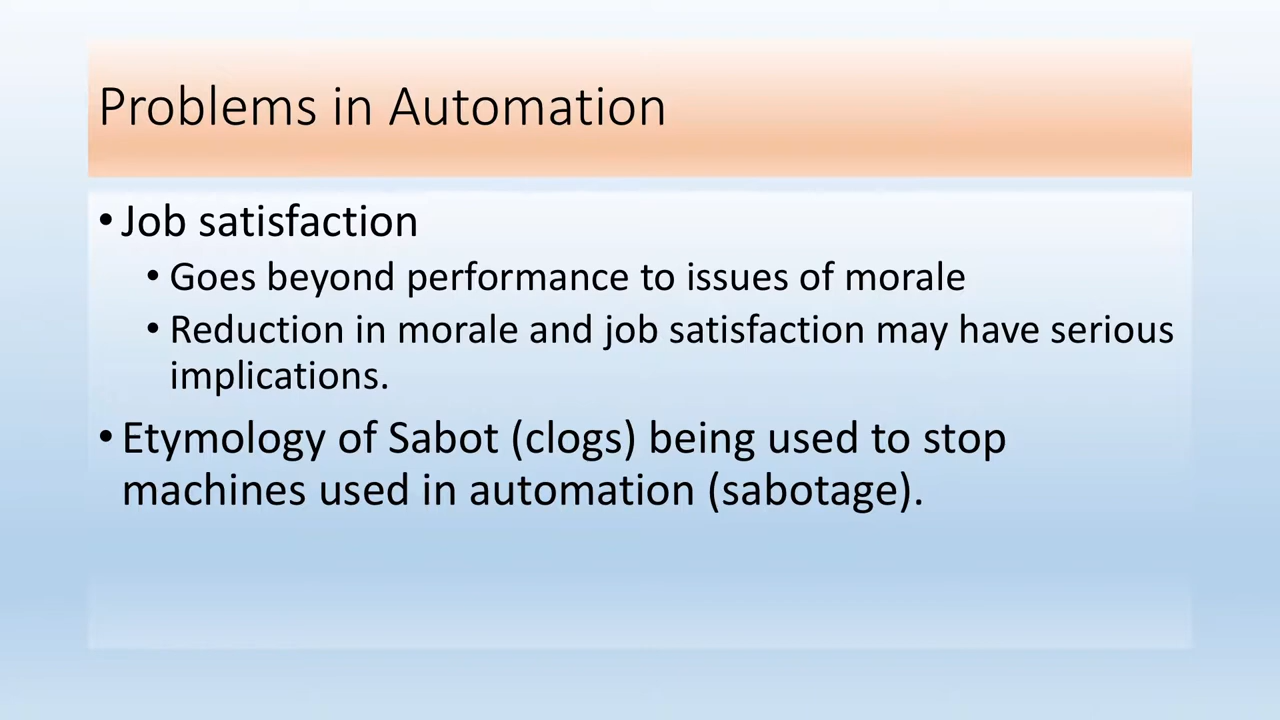 Problems in Automation
• Job satisfaction
• Goes beyond performance to issues of morale
• Reduction in morale and job satisfaction may have serious
implications.
• Etymology of Sabot (clogs) being used to stop
machines used in automation (sabotage).